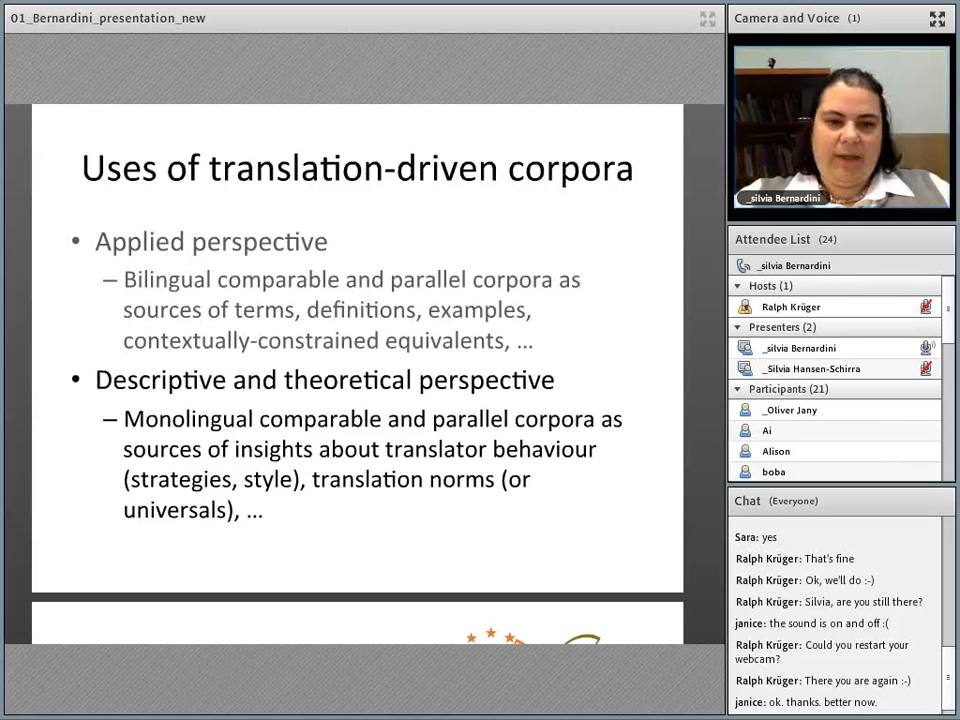 01_Bernardini_presentation_new
Uses of translation-driven corpora
• Applied perspective
– Bilingual comparable and parallel corpora as
sources of terms, definitions, examples,
contextually-constrained equivalents, ...
• Descriptive and theoretical perspective
– Monolingual comparable and parallel corpora as
sources of insights about translator behaviour
(strategies, style), translation norms (or
universals), ...
Camera and Voice (1)
_silvia Bernardini
Attendee List (24)
_silvia Bernardini
Hosts (1)
Ralph Krüger
Presenters (2)
_silvia Bernardini
_Silvia Hansen-Schirra
Participants (21)
_Oliver Jany
Ai
Alison
boba
Chat (Everyone)
Sara: yes
Ralph Krüger: That's fine
Ralph Krüger: Ok, we'll do :-)
Ralph Krüger: Silvia, are you still there?
janice: the sound is on and off :(
Ralph Krüger: Could you restart your
webcam?
Ralph Krüger: There you are again :-)
janice: ok. thanks. better now.